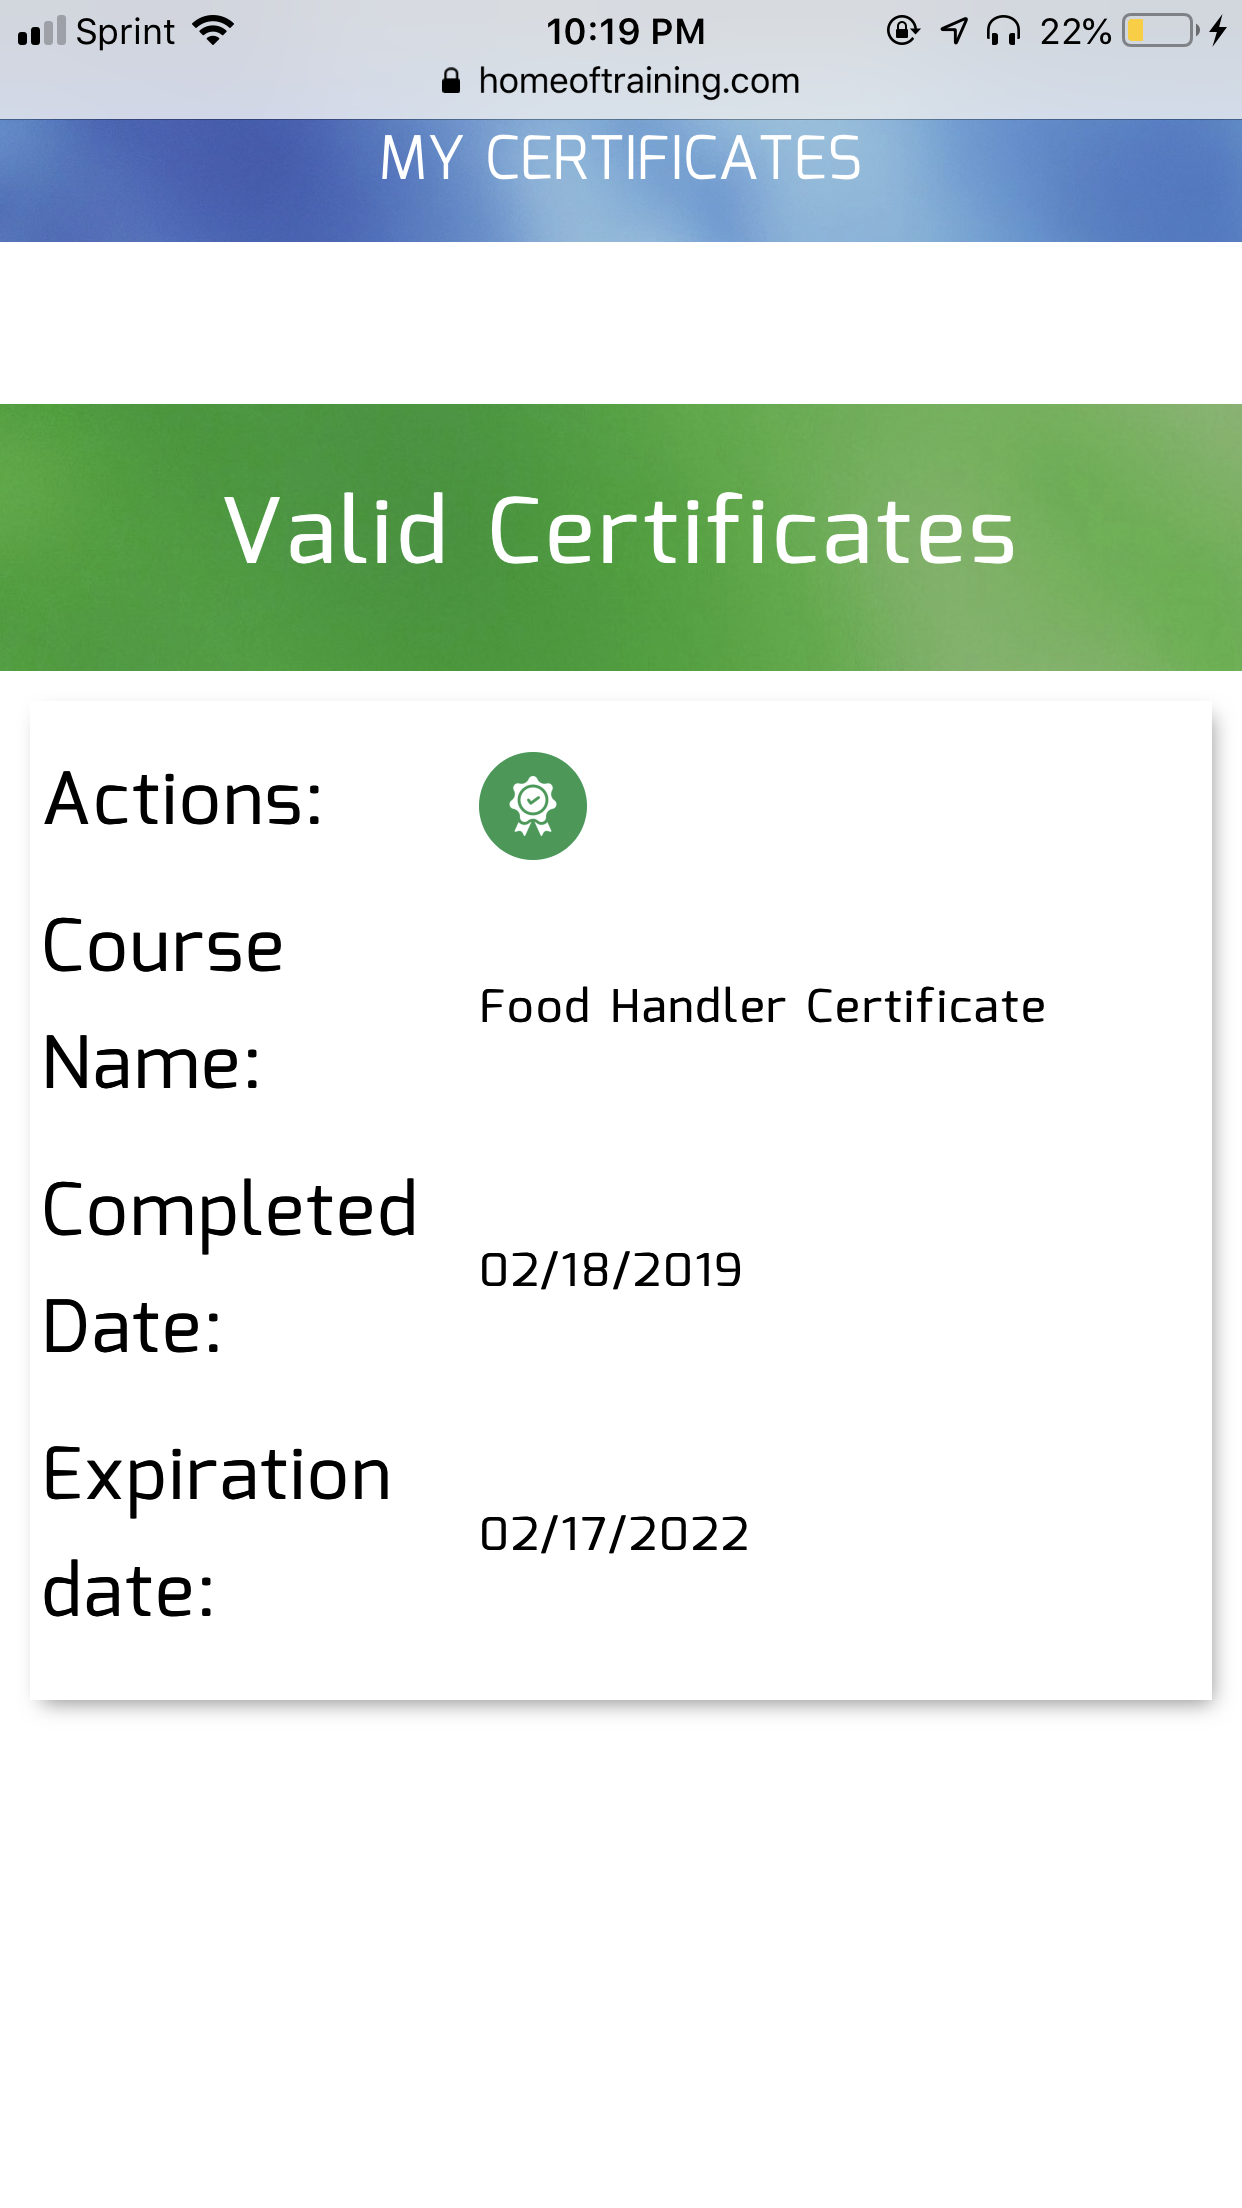 Sprint 10:19 PM 22%
homeoftraining.com
MY CERTIFICATES
Valid Certificates
Actions:
Course
Food Handler Certificate
Name:
Completed
02/18/2019
Date:
Expiration
02/17/2022
date: